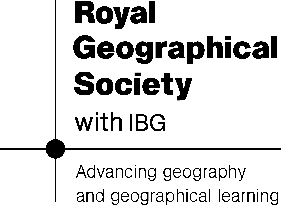 Royal
Geographical
Society
with IBG
Advancing geography
and geographical learning